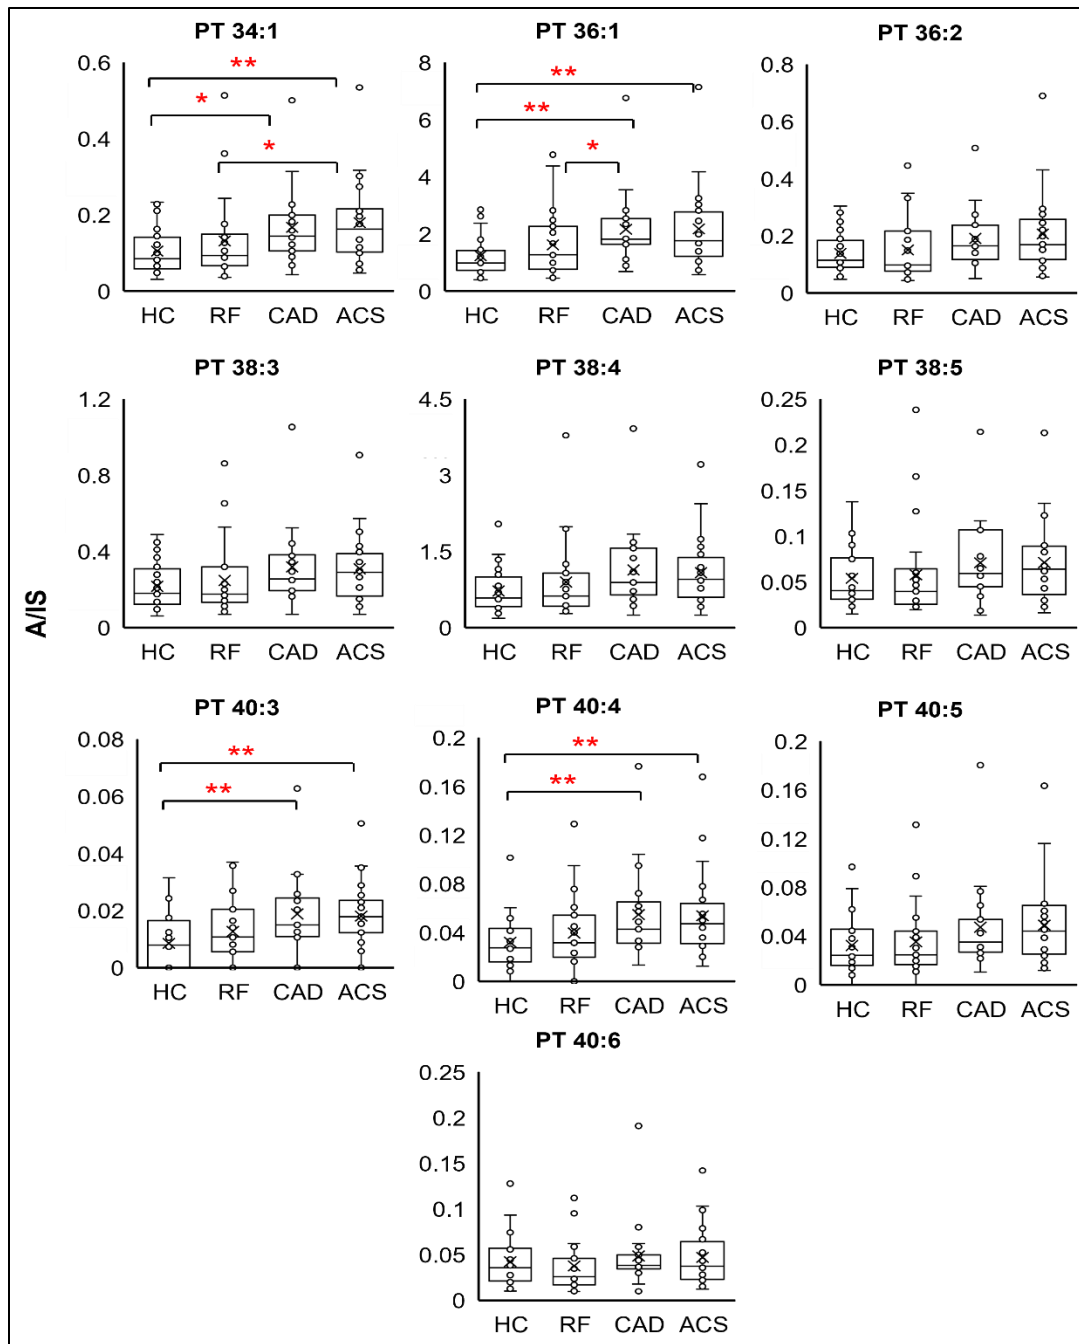 PT 34:1 PT 36:1 PT 36:2
0.6 8 0.8
** **
* **
0.4 6 0.6
* *
4 0.4
0.2 2 0.2
0 0 0
HC RF CAD ACS HC RF CAD ACS HC RF CAD ACS
PT 38:3 PT 38:4 PT 38:5
1.2 4.5 0.25
0.2
0.8 3 0.15
0.4 1.5 0.1
0.05
0 0 0
HC RF CAD ACS HC RF CAD ACS HC RF CAD ACS
A/IS
PT 40:3 PT 40:4 PT 40:5
0.08 0.2 0.2
** **
** **
0.06 0.16 0.16
0.04 0.12 0.12
0.08 0.08
0.02 0.04 0.04
0 0 0
HC RF CAD ACS HC RF CAD ACS HC RF CAD ACS
PT 40:6
0.25
0.2
0.15
0.1
0.05
0
HC RF CAD ACS